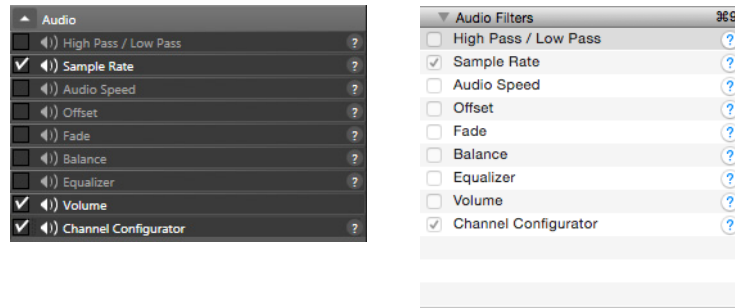 Audio
High Pass / Low Pass ?
Sample Rate ?
Audio Speed ?
Offset ?
Fade ?
Balance ?
Equalizer ?
Volume
Channel Configurator ?
Audio Filters ⌘9
High Pass / Low Pass ?
Sample Rate ?
Audio Speed ?
Offset ?
Fade ?
Balance ?
Equalizer ?
Volume ?
Channel Configurator ?